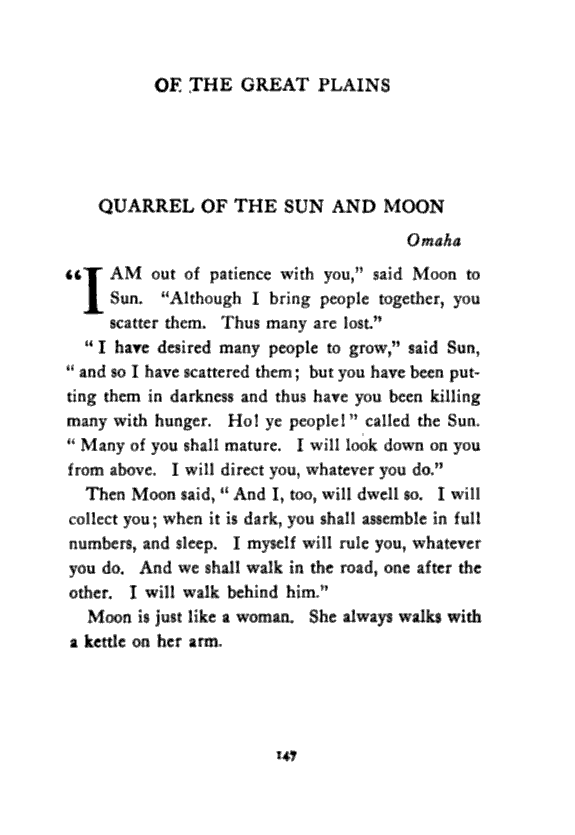 OF THE GREAT PLAINS
QUARREL OF THE SUN AND MOON
Omaha
"I AM out of patience with you," said Moon to
Sun. "Although I bring people together, you
scatter them. Thus many are lost."
"I have desired many people to grow," said Sun,
"and so I have scattered them; but you have been put-
ting them in darkness and thus have you been killing
many with hunger. Ho! ye people!" called the Sun.
"Many of you shall mature. I will look down on you
from above. I will direct you, whatever you do."
Then Moon said, "And I, too, will dwell so. I will
collect you; when it is dark, you shall assemble in full
numbers, and sleep. I myself will rule you, whatever
you do. And we shall walk in the road, one after the
other. I will walk behind him."
Moon is just like a woman. She always walks with
a kettle on her arm.
147